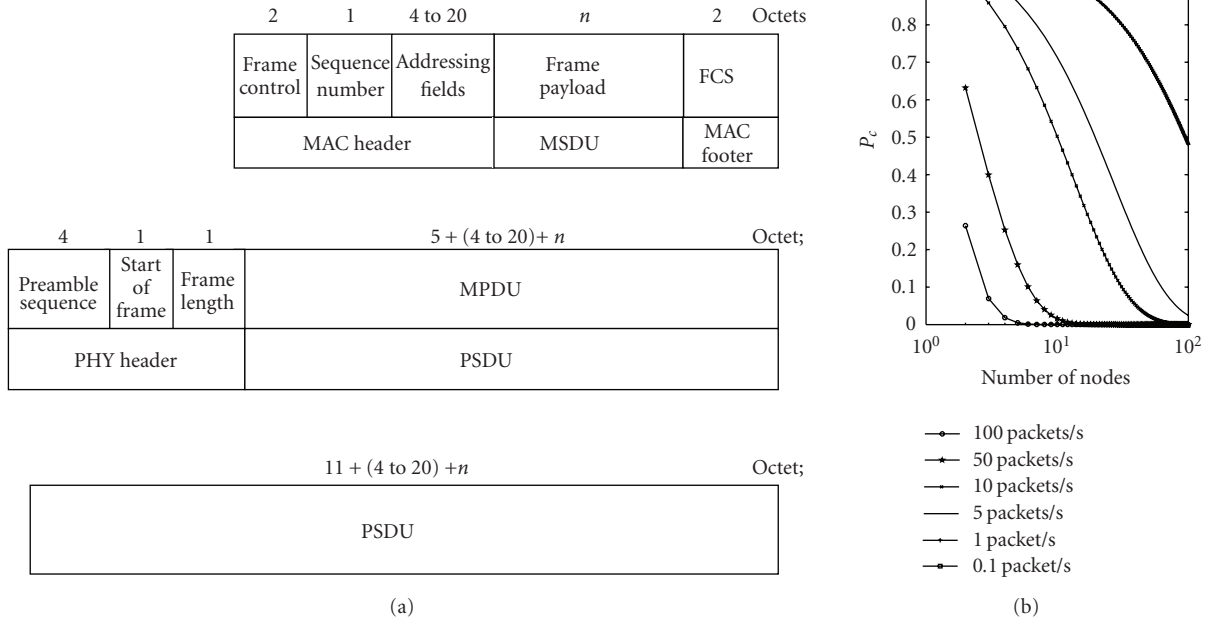 2 1 4 to 20 n 2 Octets
Frame control
Sequence number
Addressing fields
Frame payload
FCS
MAC header
MSDU
MAC footer
4 1 1 5 + (4 to 20)+ n Octet;
Preamble sequence
Start of frame
Frame length
MPDU
PHY header
PSDU
11 + (4 to 20) +n Octet;
PSDU
(a)
P_c
0.8
0.7
0.6
0.5
0.4
0.3
0.2
0.1
0
10^0 10^1 10^2
Number of nodes
100 packets/s
50 packets/s
10 packets/s
5 packets/s
1 packet/s
0.1 packet/s
(b)